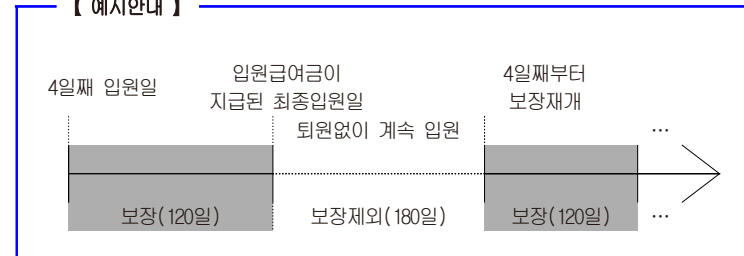 【 예시안내 】
4일째 입원일
입원급여금이
지급된 최종입원일
4일째부터
보장재개
퇴원없이 계속 입원
…
보장(120일)
보장제외(180일)
보장(120일)
…